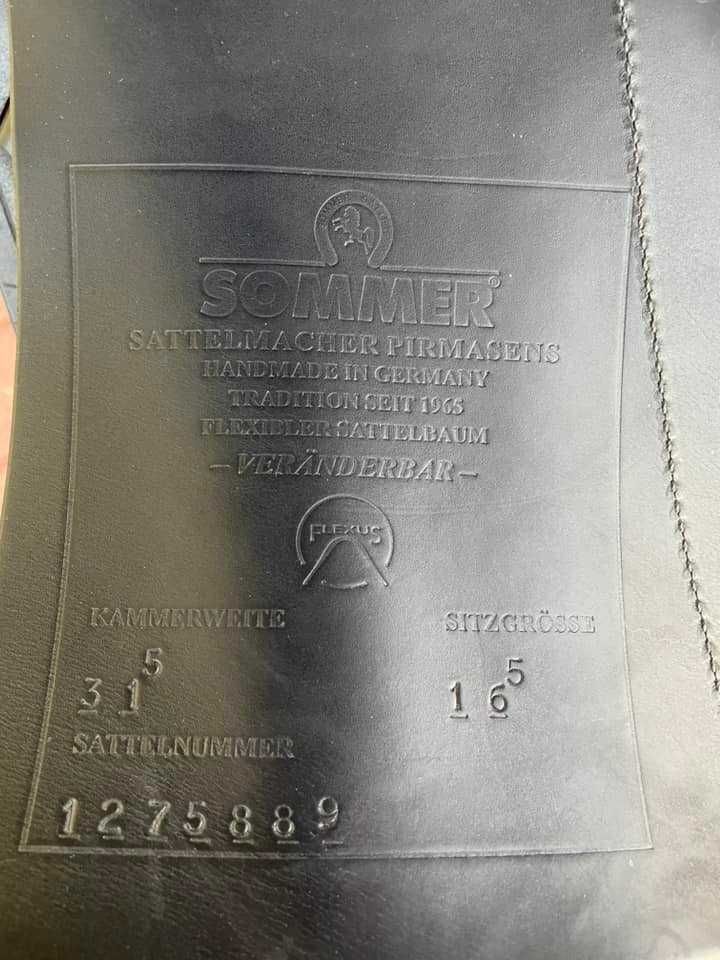 SOMMER
SATTELMACHER PIRMASENS
HANDMADE IN GERMANY
TRADITION SEIT 1965
FLEXIBLER SATTELBAUM
– VERÄNDERBAR –
FLEXUS
KAMMERWEITE SITZGRÖSSE
31⁵ 16⁵
SATTELNUMMER
1275889